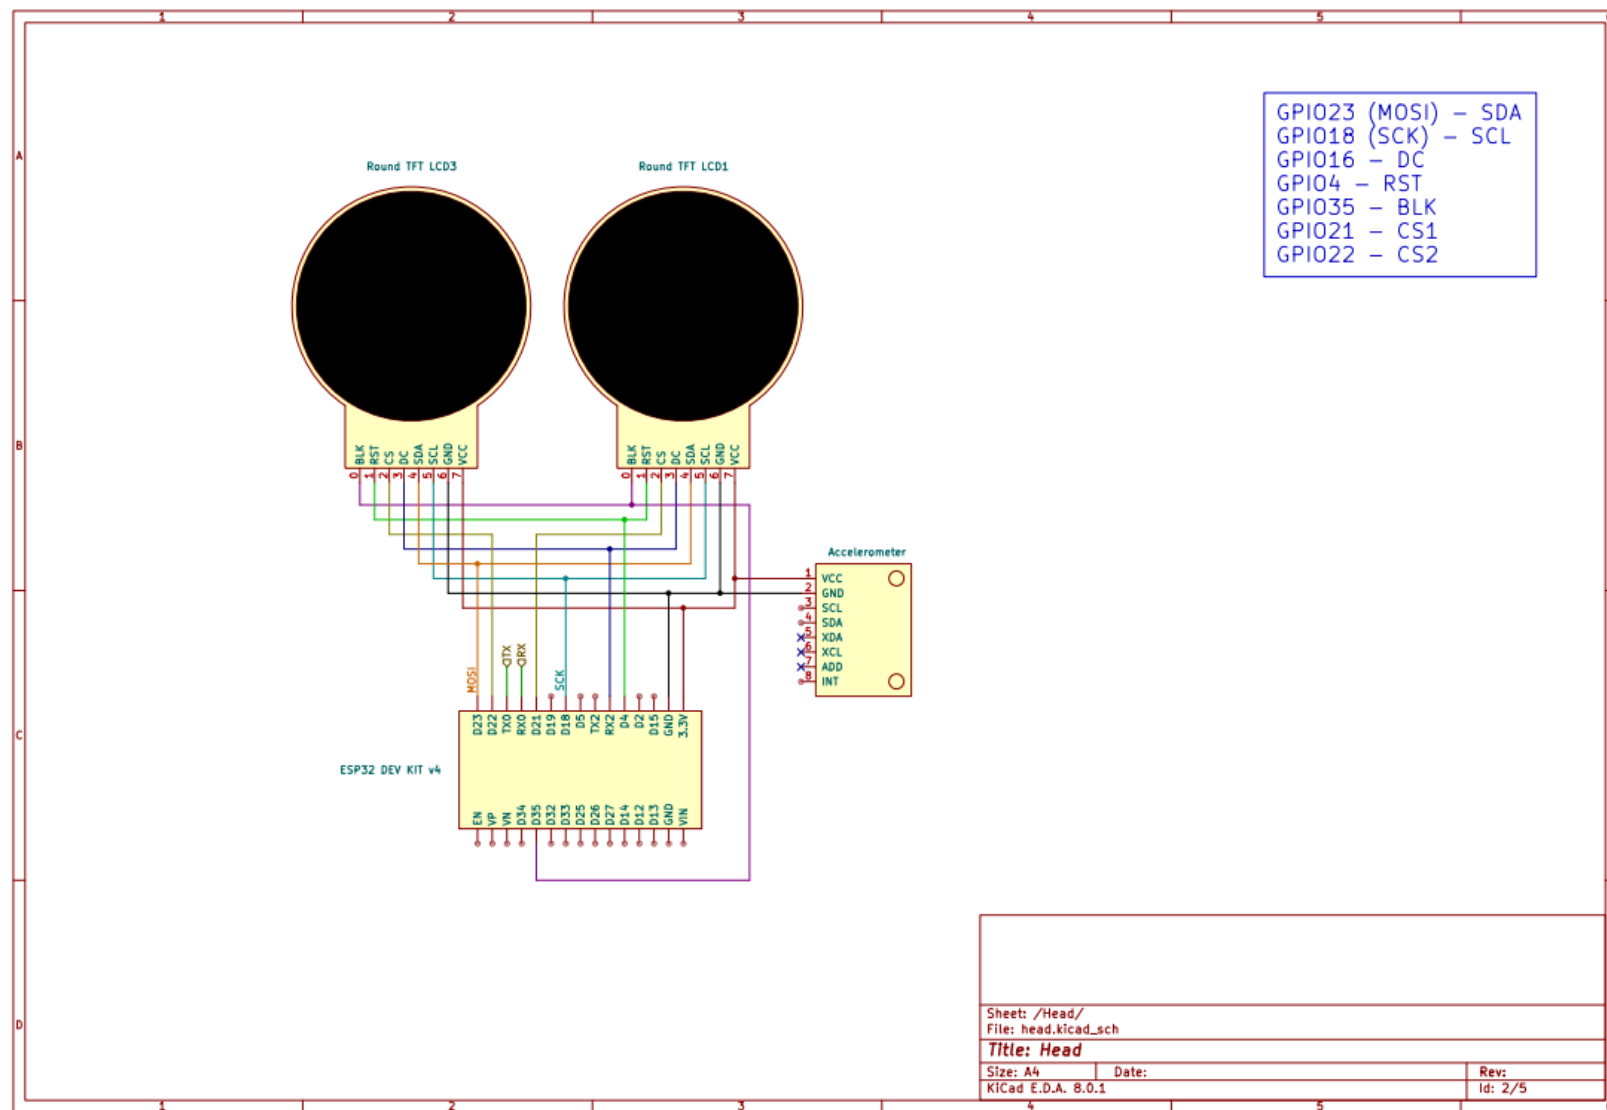 1 2 3 4 5
A
B
C
D
GPIO23 (MOSI) – SDA
GPIO18 (SCK) – SCL
GPIO16 – DC
GPIO4 – RST
GPIO35 – BLK
GPIO21 – CS1
GPIO22 – CS2
Round TFT LCD3
Round TFT LCD1
BLK RST CS DC SDA SCL GND VCC
0 1 2 3 4 5 6 7
BLK RST CS DC SDA SCL GND VCC
0 1 2 3 4 5 6 7
Accelerometer
1 VCC
2 GND
3 SCL
4 SDA
5 XDA
6 XCL
7 ADD
8 INT
MOSI
TX
RX
SCK
D23 D22 TX0 RX0 D21 D19 D18 D5 TX2 RX2 D4 D2 D15 GND 3.3V
ESP32 DEV KIT v4
EN VP VN D34 D35 D32 D33 D25 D26 D27 D14 D12 D13 GND VIN
Sheet: /Head/
File: head.kicad_sch
Title: Head
Size: A4 Date: Rev:
KiCad E.D.A. 8.0.1 Id: 2/5
1 2 3 4 5